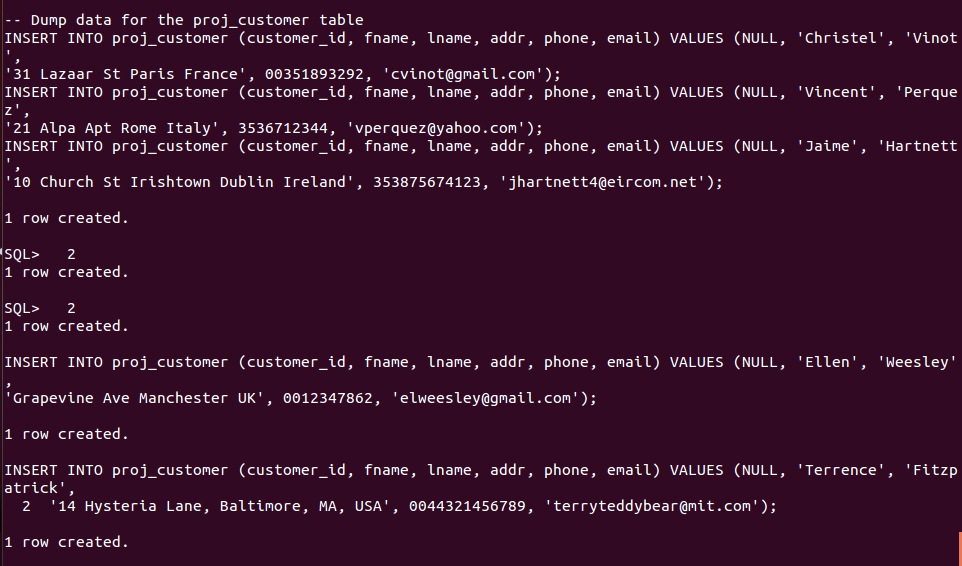 -- Dump data for the proj_customer table
INSERT INTO proj_customer (customer_id, fname, lname, addr, phone, email) VALUES (NULL, 'Christel', 'Vinot
',
'31 Lazaar St Paris France', 00351893292, 'cvinot@gmail.com');
INSERT INTO proj_customer (customer_id, fname, lname, addr, phone, email) VALUES (NULL, 'Vincent', 'Perque
z',
'21 Alpa Apt Rome Italy', 3536712344, 'vperquez@yahoo.com');
INSERT INTO proj_customer (customer_id, fname, lname, addr, phone, email) VALUES (NULL, 'Jaime', 'Hartnett
',
'10 Church St Irishtown Dublin Ireland', 353875674123, 'jhartnett4@eircom.net');
1 row created.
SQL>   2
1 row created.
SQL>   2
1 row created.
INSERT INTO proj_customer (customer_id, fname, lname, addr, phone, email) VALUES (NULL, 'Ellen', 'Weesley'
,
'Grapevine Ave Manchester UK', 0012347862, 'elweesley@gmail.com');
1 row created.
INSERT INTO proj_customer (customer_id, fname, lname, addr, phone, email) VALUES (NULL, 'Terrence', 'Fitzp
atrick',
  2  '14 Hysteria Lane, Baltimore, MA, USA', 0044321456789, 'terryteddybear@mit.com');
1 row created.